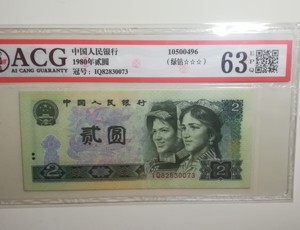 ACG
AI CANG GUARANTY
中国人民银行
1980年贰圆
冠号：IQ82830073
10500496
（绿钻☆☆☆）
63 EPQ
中国人民银行
2
贰圆
2
IQ82830073